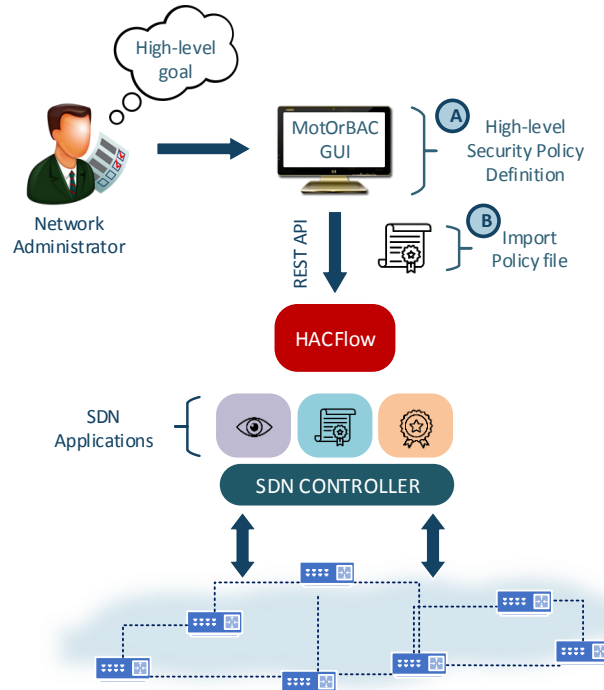 High-level
goal
MotOrBAC
GUI
A
High-level
Security Policy
Definition
Network
Administrator
REST API
B
Import
Policy file
HACFlow
SDN
Applications
SDN CONTROLLER